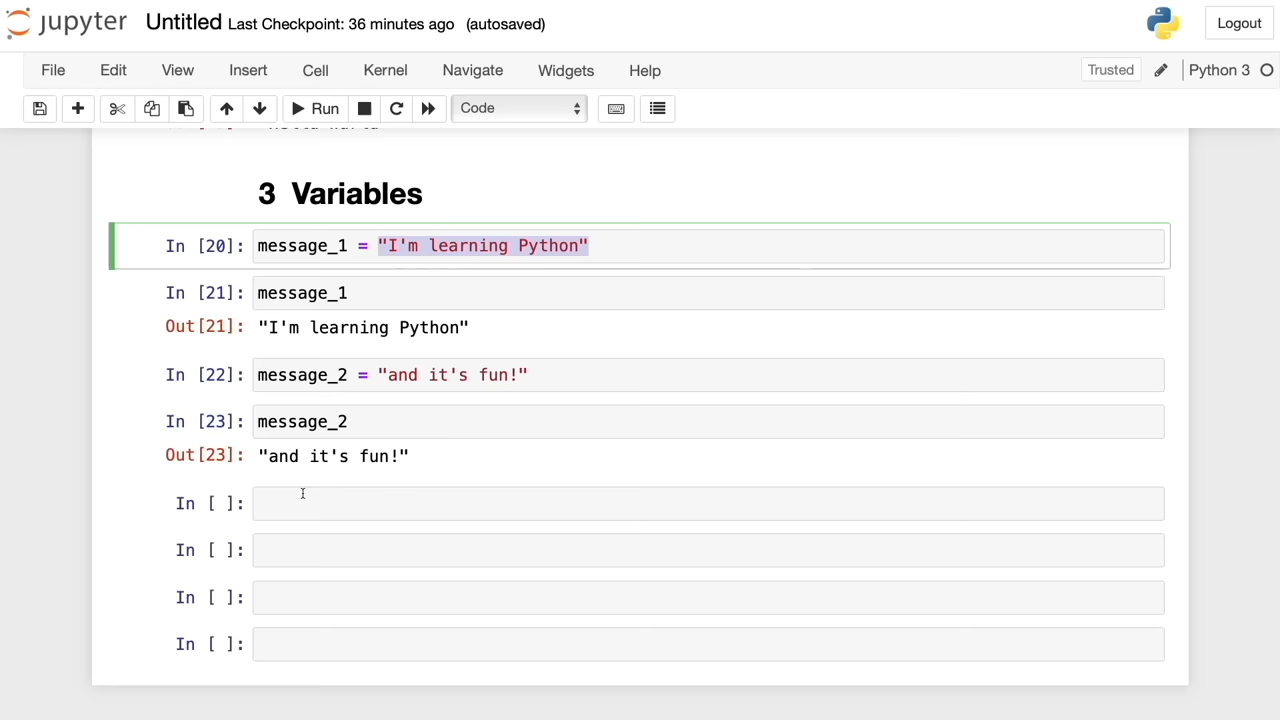 jupyter Untitled Last Checkpoint: 36 minutes ago (autosaved) Logout
File Edit View Insert Cell Kernel Navigate Widgets Help Trusted Python 3
Run Code
3 Variables
In [20]: message_1 = "I'm learning Python"
In [21]: message_1
Out[21]: "I'm learning Python"
In [22]: message_2 = "and it's fun!"
In [23]: message_2
Out[23]: "and it's fun!"
In [ ]:
In [ ]:
In [ ]:
In [ ]: